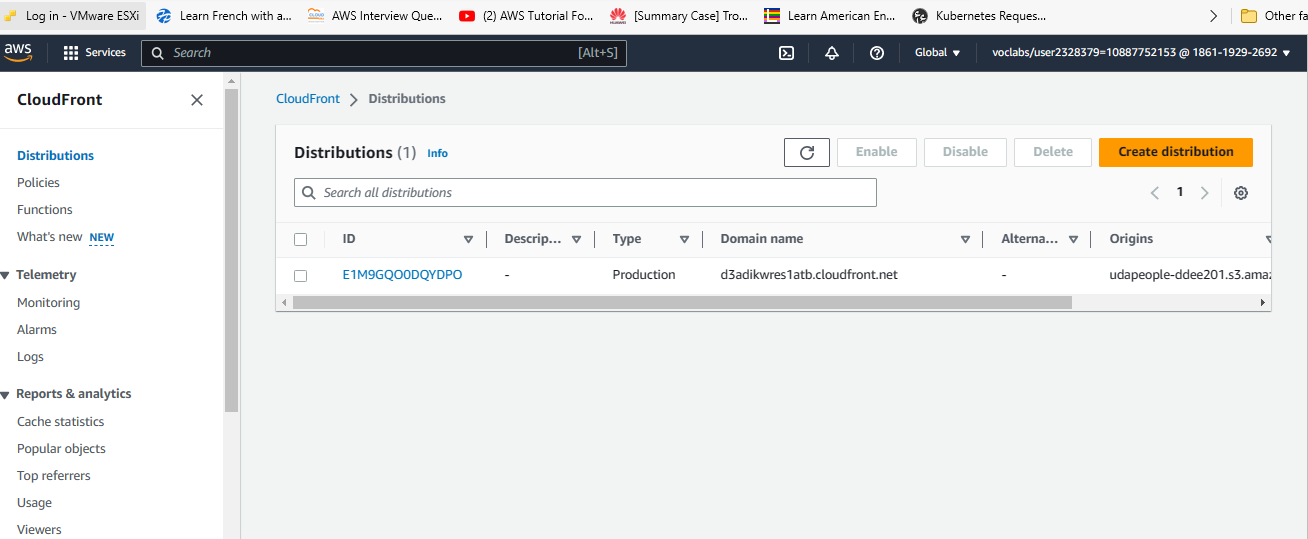 Log in - VMware ESXi
Learn French with a...
AWS Interview Que...
(2) AWS Tutorial Fo...
[Summary Case] Tro...
Learn American En...
Kubernetes Reques...
Other fa
aws
Services
Search
[Alt+S]
Global
voclabs/user2328379=10887752153 @ 1861-1929-2692
CloudFront
Distributions
Policies
Functions
What's new NEW
Telemetry
Monitoring
Alarms
Logs
Reports & analytics
Cache statistics
Popular objects
Top referrers
Usage
Viewers
CloudFront
Distributions
Distributions (1) Info
Enable
Disable
Delete
Create distribution
Search all distributions
1
ID
Descrip...
Type
Domain name
Alterna...
Origins
E1M9GQO0DQYDPO
-
Production
d3adikwres1atb.cloudfront.net
-
udapeople-ddee201.s3.amaz